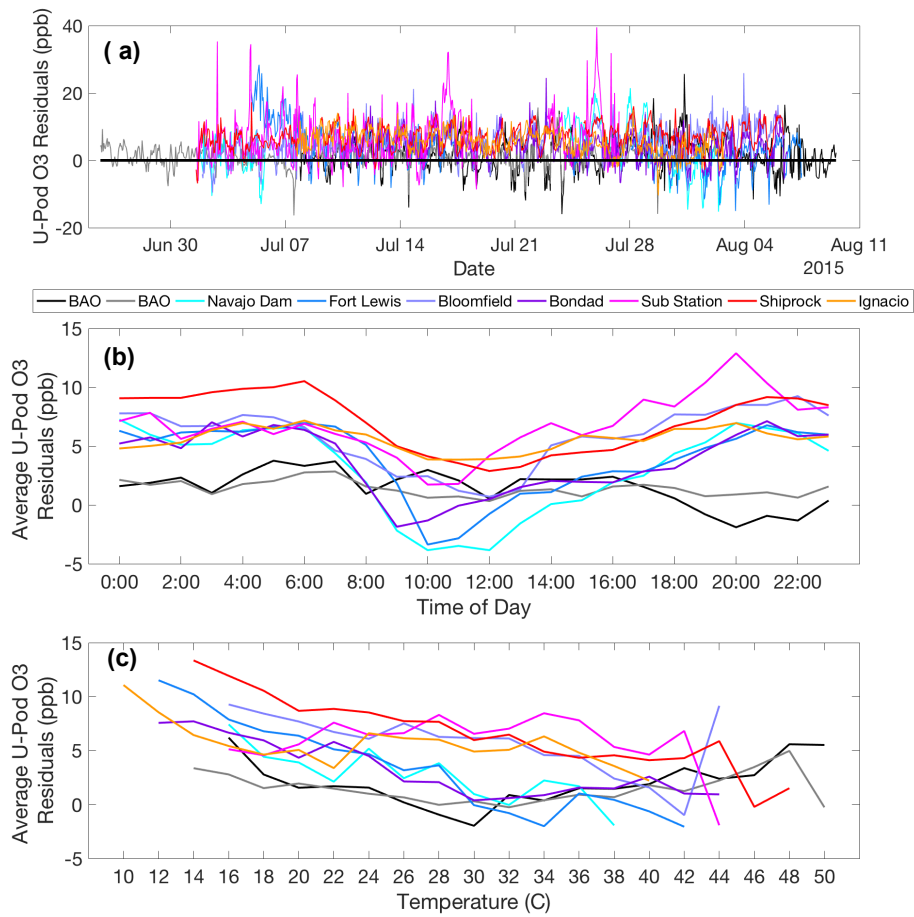 ( a)
U-Pod O3 Residuals (ppb)
40
20
0
-20
Jun 30
Jul 07
Jul 14
Jul 21
Jul 28
Aug 04
Aug 11
Date
2015
BAO
BAO
Navajo Dam
Fort Lewis
Bloomfield
Bondad
Sub Station
Shiprock
Ignacio
(b)
Average U-Pod O3
Residuals (ppb)
15
10
5
0
-5
0:00
2:00
4:00
6:00
8:00
10:00
12:00
14:00
16:00
18:00
20:00
22:00
Time of Day
(c)
Average U-Pod O3
Residuals (ppb)
15
10
5
0
-5
10
12
14
16
18
20
22
24
26
28
30
32
34
36
38
40
42
44
46
48
50
Temperature (C)